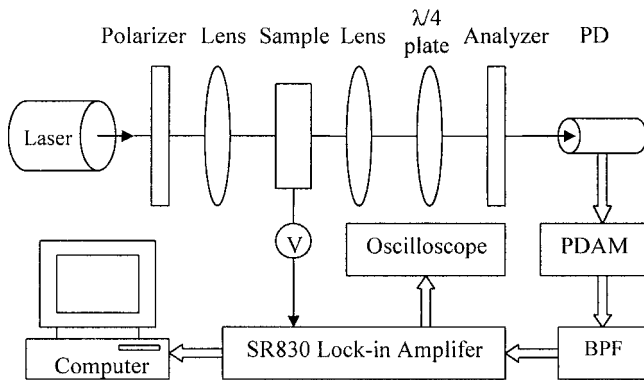 λ/4
Polarizer Lens Sample Lens plate Analyzer PD
Laser
V
Oscilloscope
PDAM
Computer
SR830 Lock-in Amplifer
BPF